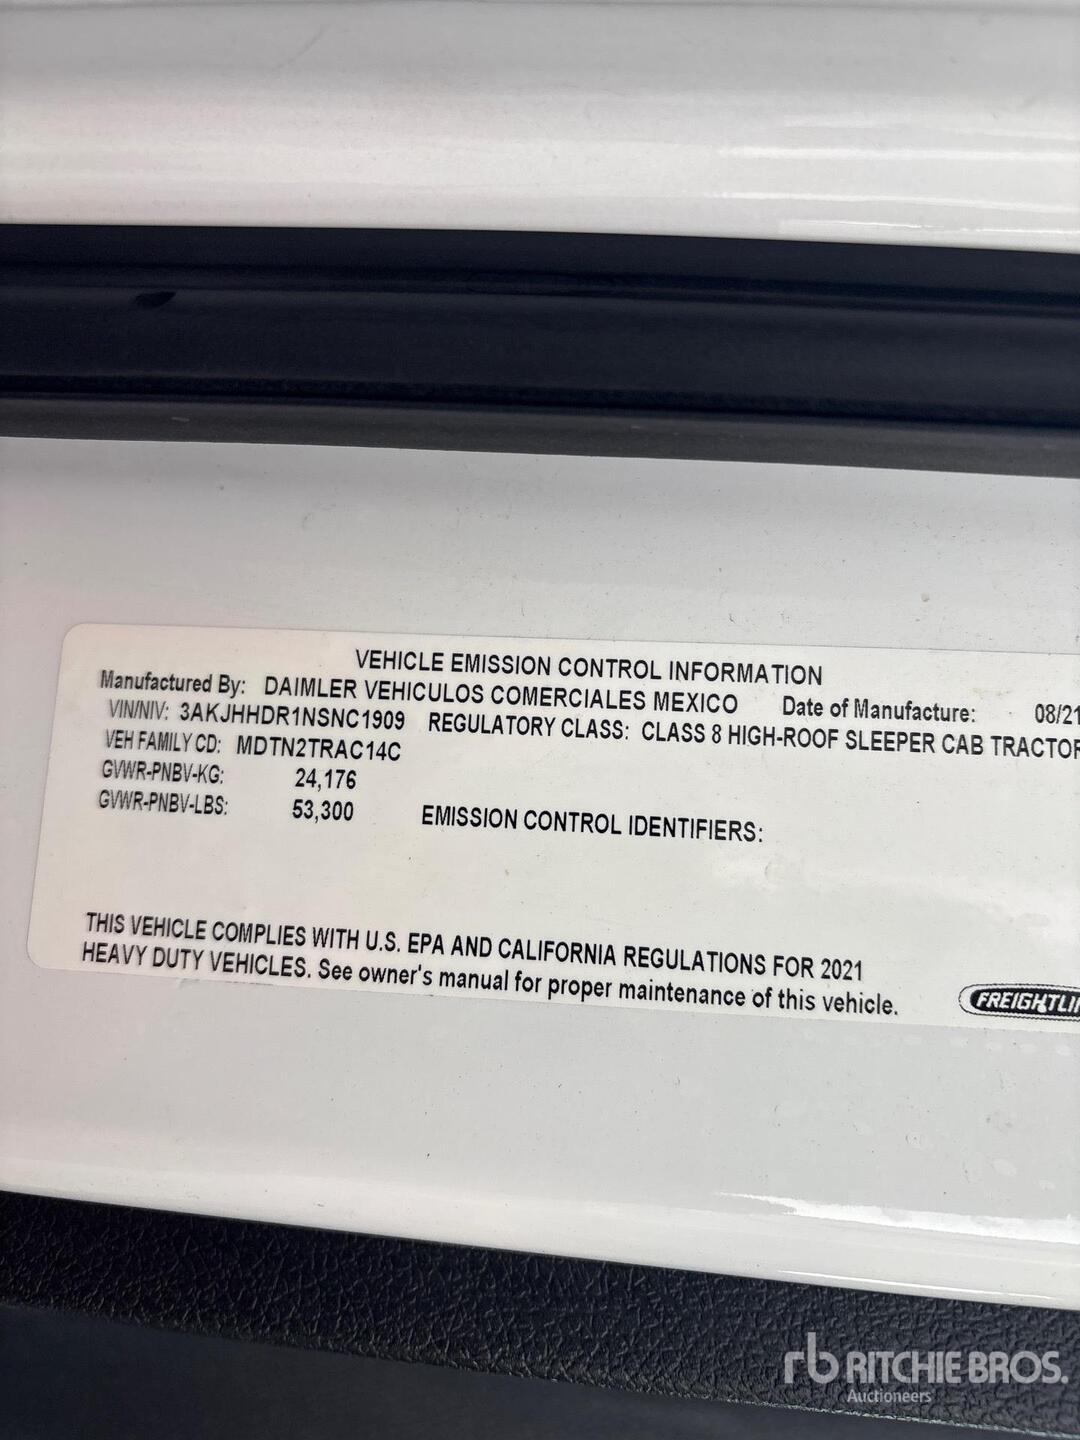 VEHICLE EMISSION CONTROL INFORMATION
Manufactured By: DAIMLER VEHICULOS COMERCIALES MEXICO Date of Manufacture: 08/21
VIN/NIV: 3AKJHHDR1NSNC1909 REGULATORY CLASS: CLASS 8 HIGH-ROOF SLEEPER CAB TRACTOR
VEH FAMILY CD: MDTN2TRAC14C
GVWR-PNBV-KG: 24,176
GVWR-PNBV-LBS: 53,300 EMISSION CONTROL IDENTIFIERS:
THIS VEHICLE COMPLIES WITH U.S. EPA AND CALIFORNIA REGULATIONS FOR 2021
HEAVY DUTY VEHICLES. See owner's manual for proper maintenance of this vehicle.
FREIGHTLIN
rb RITCHIE BROS.
Auctioneers